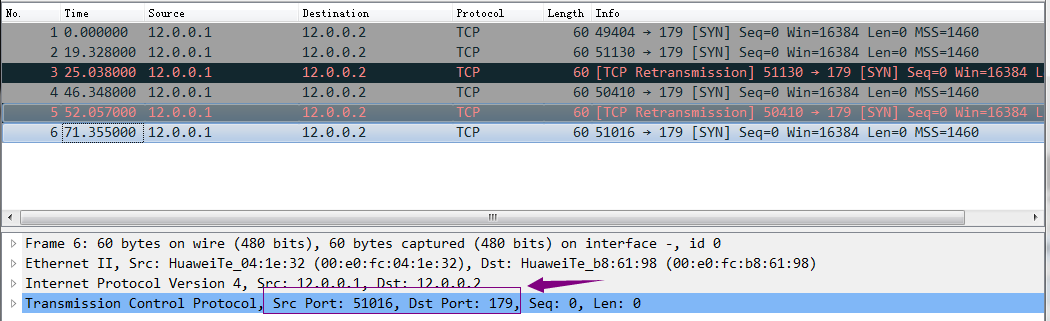 No. Time Source Destination Protocol Length Info
1 0.000000 12.0.0.1 12.0.0.2 TCP 60 49404 → 179 [SYN] Seq=0 Win=16384 Len=0 MSS=1460
2 19.328000 12.0.0.1 12.0.0.2 TCP 60 51130 → 179 [SYN] Seq=0 Win=16384 Len=0 MSS=1460
3 25.038000 12.0.0.1 12.0.0.2 TCP 60 [TCP Retransmission] 51130 → 179 [SYN] Seq=0 Win=16384 L
4 46.348000 12.0.0.1 12.0.0.2 TCP 60 50410 → 179 [SYN] Seq=0 Win=16384 Len=0 MSS=1460
5 52.057000 12.0.0.1 12.0.0.2 TCP 60 [TCP Retransmission] 50410 → 179 [SYN] Seq=0 Win=16384 L
6 71.355000 12.0.0.1 12.0.0.2 TCP 60 51016 → 179 [SYN] Seq=0 Win=16384 Len=0 MSS=1460
Frame 6: 60 bytes on wire (480 bits), 60 bytes captured (480 bits) on interface -, id 0
Ethernet II, Src: HuaweiTe_04:1e:32 (00:e0:fc:04:1e:32), Dst: HuaweiTe_b8:61:98 (00:e0:fc:b8:61:98)
Internet Protocol Version 4, Src: 12.0.0.1, Dst: 12.0.0.2
Transmission Control Protocol, Src Port: 51016, Dst Port: 179, Seq: 0, Len: 0